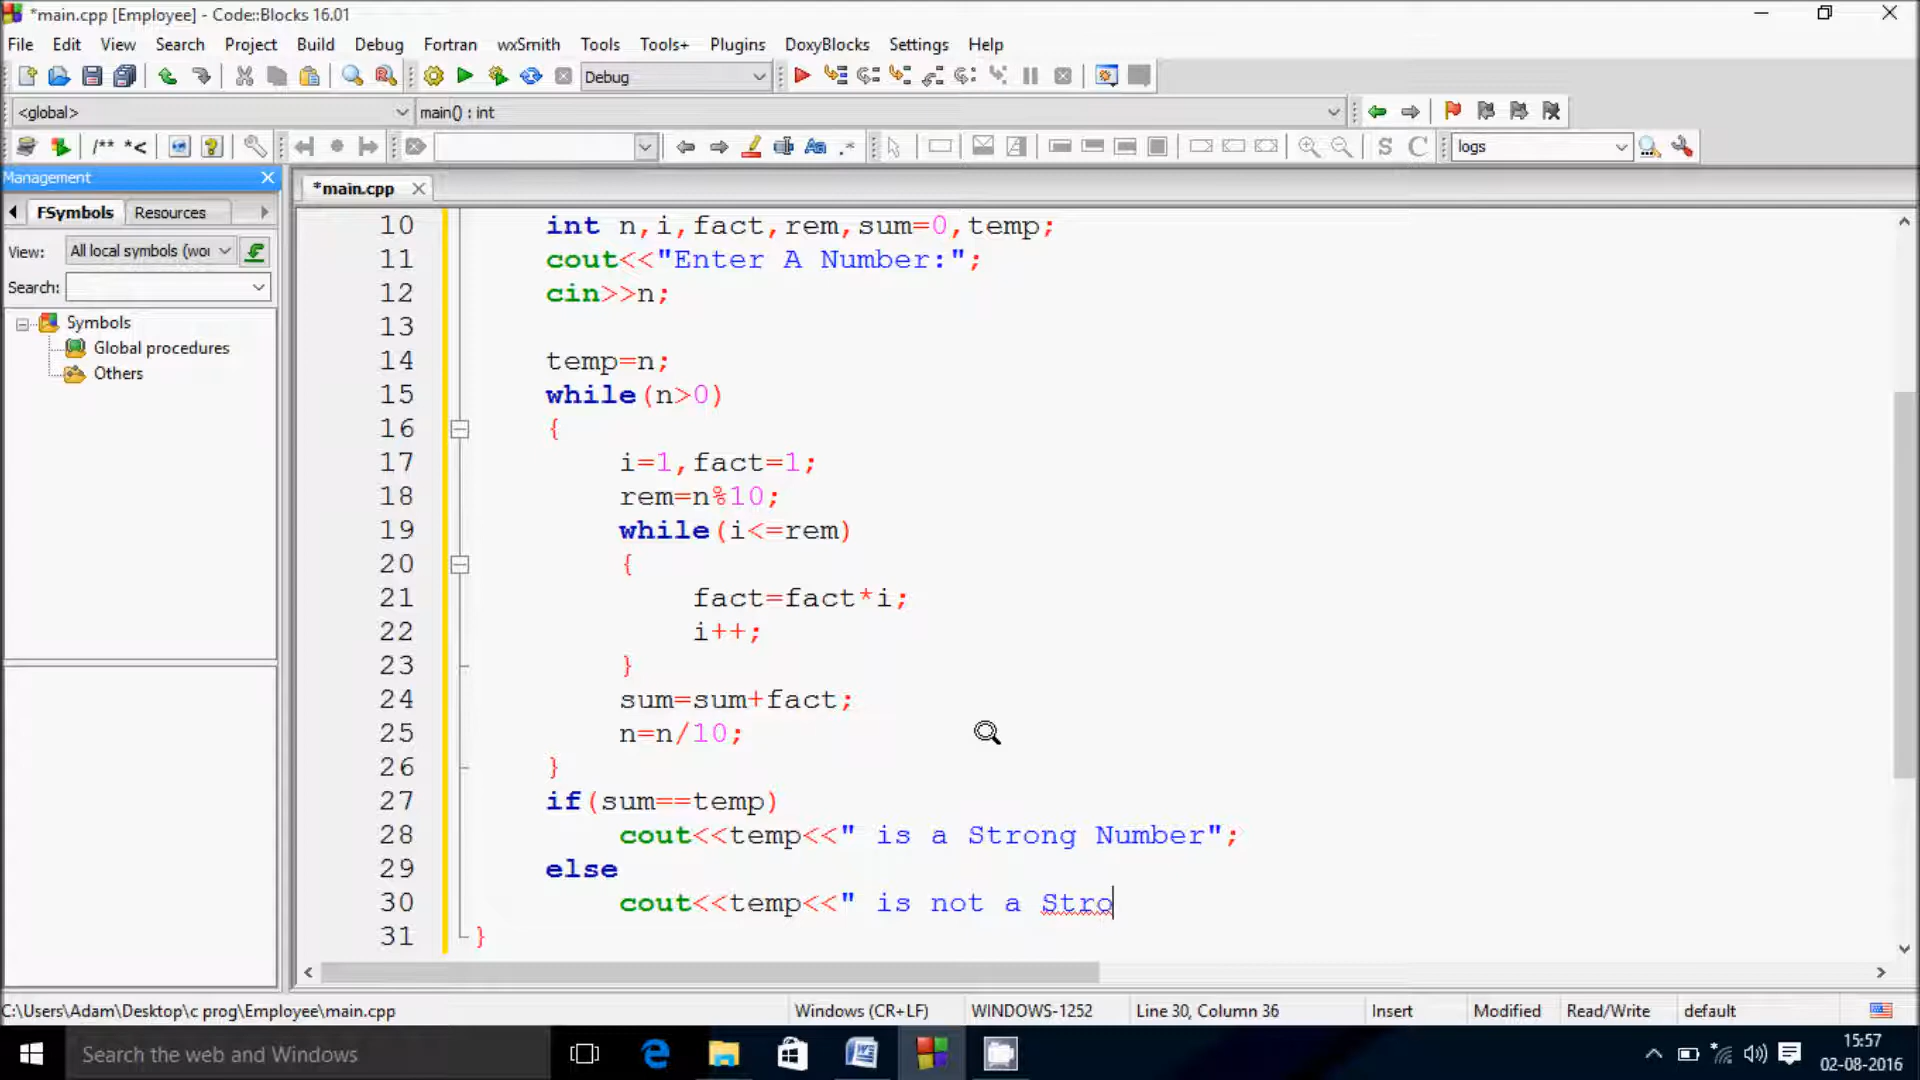 *main.cpp [Employee] - Code::Blocks 16.01
File Edit View Search Project Build Debug Fortran wxSmith Tools Tools+ Plugins DoxyBlocks Settings Help
Debug
<global> main() : int
/** *< Aa .* S C logs
Management
*main.cpp
FSymbols Resources
View: All local symbols (wor
Search:
Symbols
Global procedures
Others
10 int n,i,fact,rem,sum=0,temp;
11 cout<<"Enter A Number:";
12 cin>>n;
13
14 temp=n;
15 while(n>0)
16 {
17 i=1,fact=1;
18 rem=n%10;
19 while(i<=rem)
20 {
21 fact=fact*i;
22 i++;
23 }
24 sum=sum+fact;
25 n=n/10;
26 }
27 if(sum==temp)
28 cout<<temp<<" is a Strong Number";
29 else
30 cout<<temp<<" is not a Stro
31 }
C:\Users\Adam\Desktop\c prog\Employee\main.cpp Windows (CR+LF) WINDOWS-1252 Line 30, Column 36 Insert Modified Read/Write default
Search the web and Windows
15:57
02-08-2016